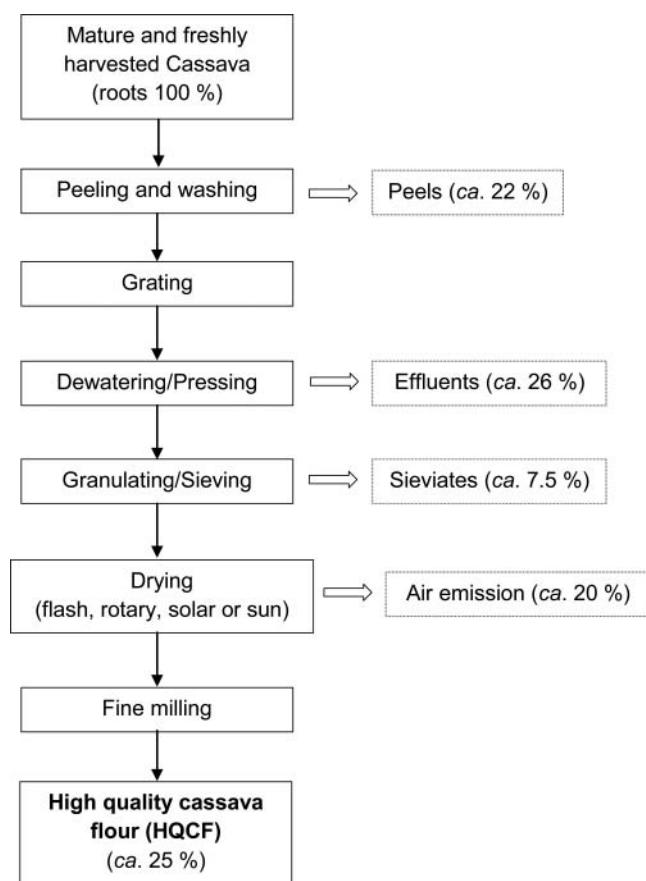 Mature and freshly
harvested Cassava
(roots 100 %)
Peeling and washing
Peels (ca. 22 %)
Grating
Dewatering/Pressing
Effluents (ca. 26 %)
Granulating/Sieving
Sieviates (ca. 7.5 %)
Drying
(flash, rotary, solar or sun)
Air emission (ca. 20 %)
Fine milling
High quality cassava
flour (HQCF)
(ca. 25 %)